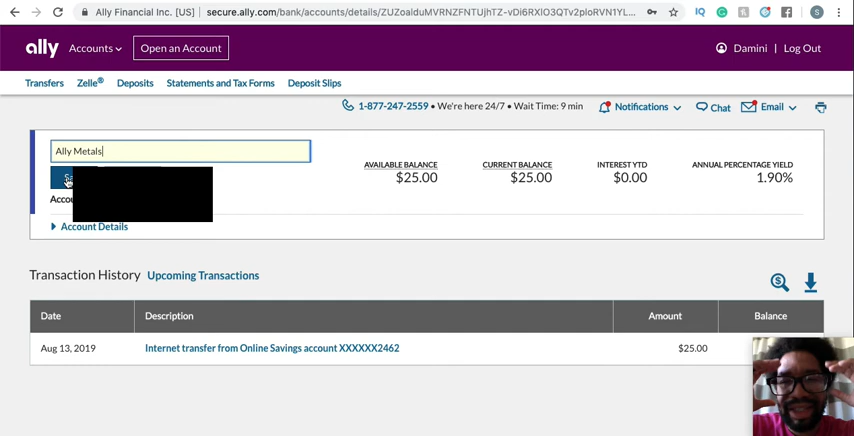 Ally Financial Inc. [US] secure.ally.com/bank/accounts/details/
ally Accounts Open an Account Damini | Log Out
Transfers Zelle® Deposits Statements and Tax Forms Deposit Slips
1-877-247-2559 • We're here 24/7 • Wait Time: 9 min Notifications Chat Email
Ally Metals
AVAILABLE BALANCE CURRENT BALANCE INTEREST YTD ANNUAL PERCENTAGE YIELD
$25.00 $25.00 $0.00 1.90%
Account Details
Transaction History Upcoming Transactions
Date Description Amount Balance
Aug 13, 2019 Internet transfer from Online Savings account XXXXXX2462 $25.00